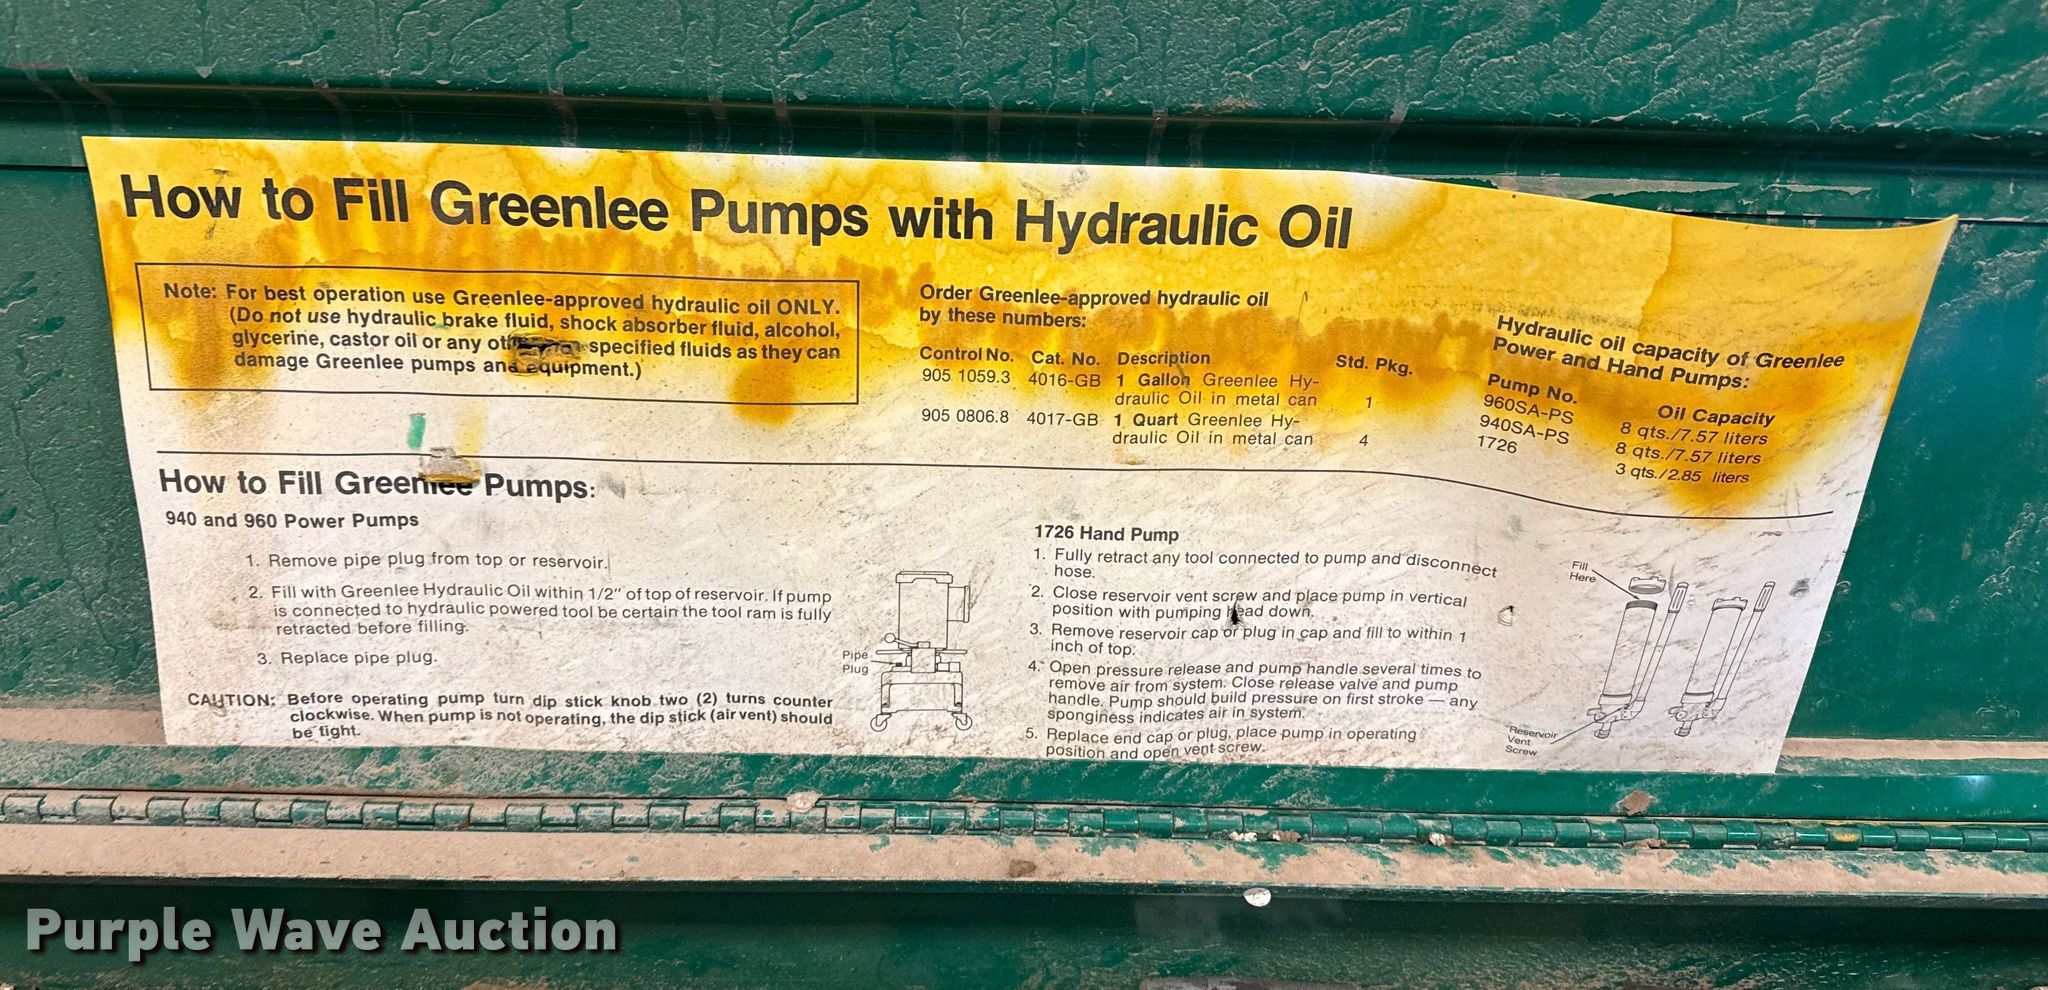 How to Fill Greenlee Pumps with Hydraulic Oil
Note: For best operation use Greenlee-approved hydraulic oil ONLY.
(Do not use hydraulic brake fluid, shock absorber fluid, alcohol,
glycerine, castor oil or any specified fluids as they can
damage Greenlee pumps and equipment.)
Order Greenlee-approved hydraulic oil
by these numbers:
Control No. Cat. No. Description Std. Pkg.
905 1059.3 4016-GB 1 Gallon Greenlee Hy-
draulic Oil in metal can 1
905 0806.8 4017-GB 1 Quart Greenlee Hy-
draulic Oil in metal can 4
Hydraulic oil capacity of Greenlee
Power and Hand Pumps:
Pump No. Oil Capacity
960SA-PS 8 qts./7.57 liters
940SA-PS 8 qts./7.57 liters
1726 3 qts./2.85 liters
How to Fill Greenlee Pumps:
940 and 960 Power Pumps
1. Remove pipe plug from top or reservoir.
2. Fill with Greenlee Hydraulic Oil within 1/2" of top of reservoir. If pump
is connected to hydraulic powered tool be certain the tool ram is fully
retracted before filling.
3. Replace pipe plug.
CAUTION: Before operating pump turn dip stick knob two (2) turns counter
clockwise. When pump is not operating, the dip stick (air vent) should
be tight.
Pipe
Plug
1726 Hand Pump
1. Fully retract any tool connected to pump and disconnect
hose.
2. Close reservoir vent screw and place pump in vertical
position with pumping head down.
3. Remove reservoir cap or plug in cap and fill to within 1
inch of top.
4. Open pressure release and pump handle several times to
remove air from system. Close release valve and pump
handle. Pump should build pressure on first stroke — any
sponginess indicates air in system.
5. Replace end cap or plug, place pump in operating
position and open vent screw.
Fill
Here
Reservoir
Vent
Screw
Purple Wave Auction